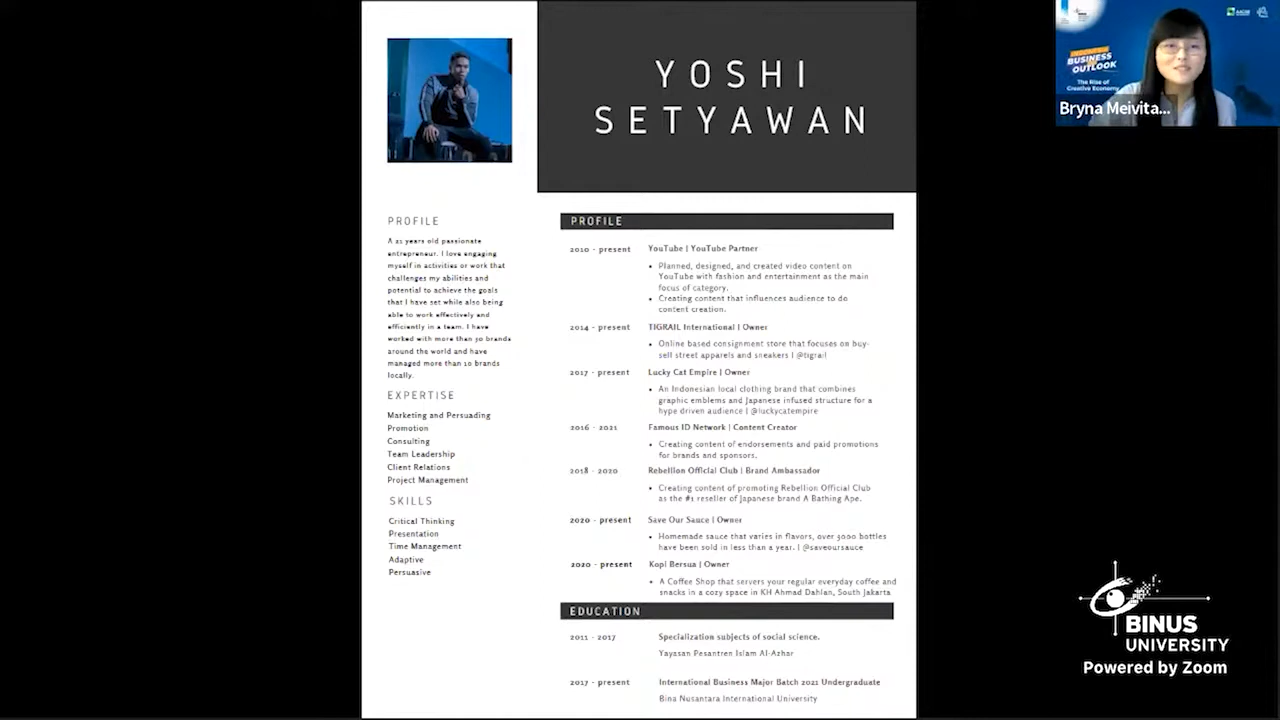 YOSHI
SETYAWAN
PROFILE
A 21 years old passionate
entrepreneur. I love engaging
myself in activities or work that
challenges my abilities and
potential to achieve the goals
that I have set while also being
able to work effectively and
efficiently in a team. I have
worked with more than 50 brands
around the world and have
managed more than 10 brands
locally.
EXPERTISE
Marketing and Persuading
Promotion
Consulting
Team Leadership
Client Relations
Project Management
SKILLS
Critical Thinking
Presentation
Time Management
Adaptive
Persuasive
PROFILE
2010 - present YouTube | YouTube Partner
• Planned, designed, and created video content on
YouTube with fashion and entertainment as the main
focus of category.
• Creating content that influences audience to do
content creation.
2014 - present TIGRAIL International | Owner
• Online based consignment store that focuses on buy-
sell street apparels and sneakers | @tigrail
2017 - present Lucky Cat Empire | Owner
• An Indonesian local clothing brand that combines
graphic emblems and Japanese infused structure for a
hype driven audience | @luckycatempire
2016 - 2021 Famous ID Network | Content Creator
• Creating content of endorsements and paid promotions
for brands and sponsors.
2018 - 2020 Rebellion Official Club | Brand Ambassador
• Creating content of promoting Rebellion Official Club
as the #1 reseller of Japanese brand A Bathing Ape.
2020 - present Save Our Sauce | Owner
• Homemade sauce that varies in flavors, over 3000 bottles
have been sold in less than a year. | @saveoursauce
2020 - present Kopi Bersua | Owner
• A Coffee Shop that servers your regular everyday coffee and
snacks in a cozy space in KH Ahmad Dahlan, South Jakarta
EDUCATION
2011 - 2017 Specialization subjects of social science.
Yayasan Pesantren Islam Al-Azhar
2017 - present International Business Major Batch 2021 Undergraduate
Bina Nusantara International University
INDONESIA
BUSINESS
OUTLOOK
The Rise of
Creative Economy
Bryna Meivita...
BINUS
UNIVERSITY
Powered by Zoom